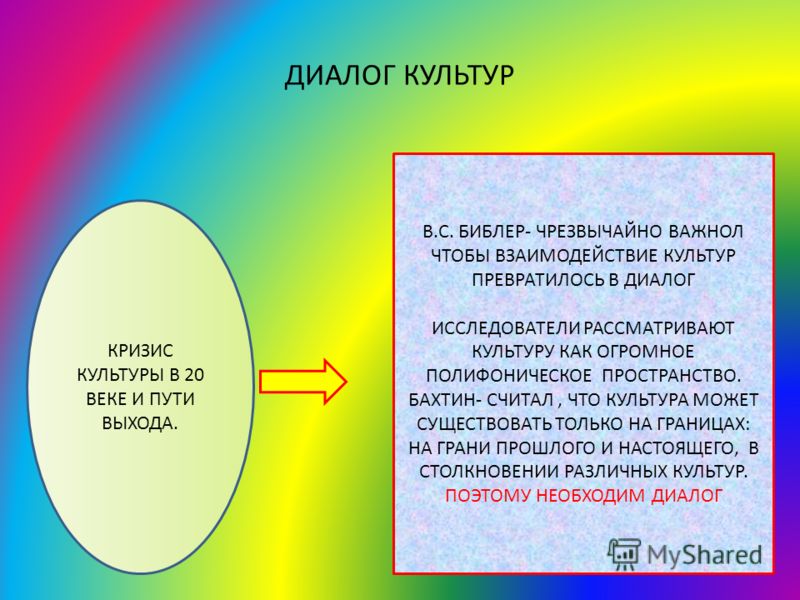 ДИАЛОГ КУЛЬТУР
КРИЗИС
КУЛЬТУРЫ В 20
ВЕКЕ И ПУТИ
ВЫХОДА.
В.С. БИБЛЕР- ЧРЕЗВЫЧАЙНО ВАЖНОЛ
ЧТОБЫ ВЗАИМОДЕЙСТВИЕ КУЛЬТУР
ПРЕВРАТИЛОСЬ В ДИАЛОГ
ИССЛЕДОВАТЕЛИ РАССМАТРИВАЮТ
КУЛЬТУРУ КАК ОГРОМНОЕ
ПОЛИФОНИЧЕСКОЕ ПРОСТРАНСТВО.
БАХТИН- СЧИТАЛ , ЧТО КУЛЬТУРА МОЖЕТ
СУЩЕСТВОВАТЬ ТОЛЬКО НА ГРАНИЦАХ:
НА ГРАНИ ПРОШЛОГО И НАСТОЯЩЕГО, В
СТОЛКНОВЕНИИ РАЗЛИЧНЫХ КУЛЬТУР.
ПОЭТОМУ НЕОБХОДИМ ДИАЛОГ
MyShared